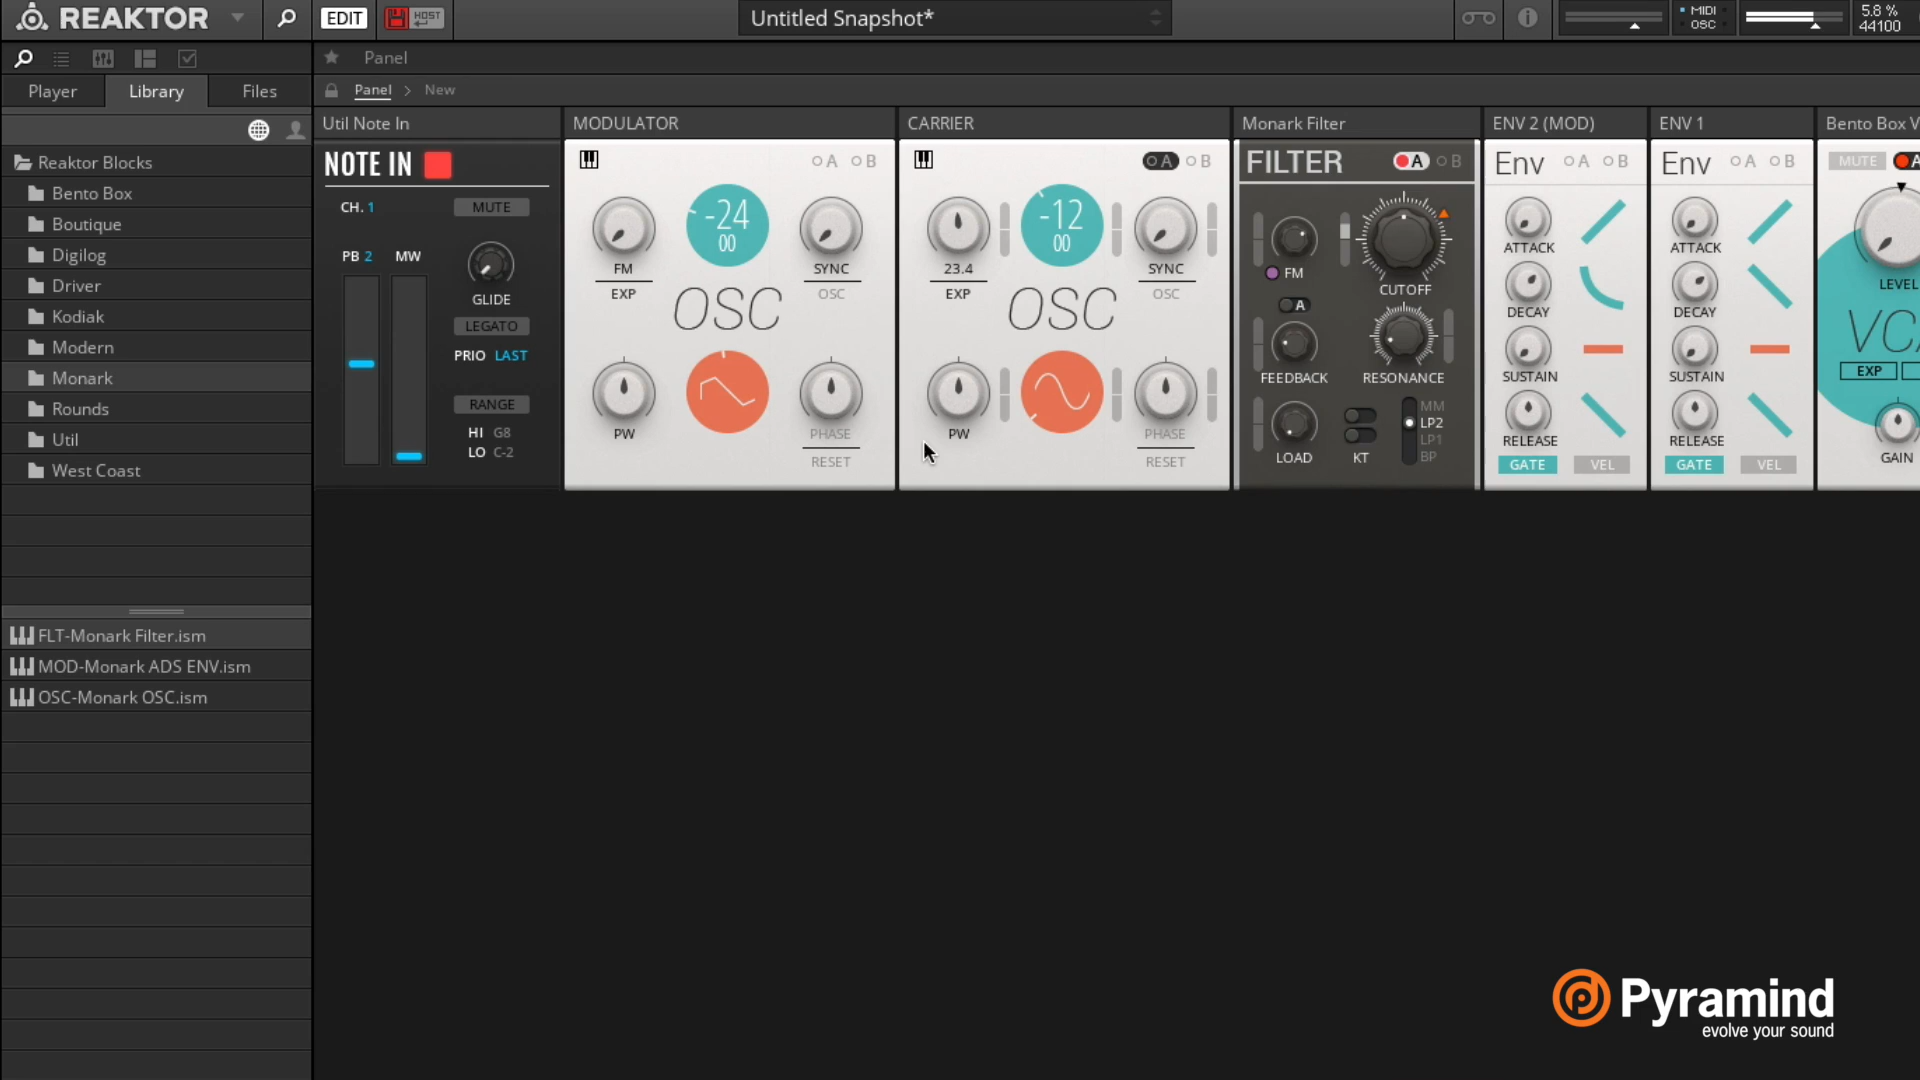 REAKTOR
EDIT
HOST
Untitled Snapshot*
MIDI
OSC
5.8 %
44100
Panel
Player
Library
Files
Panel > New
Reaktor Blocks
Bento Box
Boutique
Digilog
Driver
Kodiak
Modern
Monark
Rounds
Util
West Coast
FLT-Monark Filter.ism
MOD-Monark ADS ENV.ism
OSC-Monark OSC.ism
Util Note In
NOTE IN
CH. 1
MUTE
PB 2
MW
GLIDE
LEGATO
PRIO LAST
RANGE
HI G8
LO C-2
MODULATOR
A B
-24
00
FM
EXP
SYNC
OSC
OSC
PW
PHASE
RESET
CARRIER
A B
-12
00
23.4
EXP
SYNC
OSC
OSC
PW
PHASE
RESET
Monark Filter
FILTER
A B
FM
CUTOFF
A
FEEDBACK
RESONANCE
LOAD
KT
MM
LP2
LP1
BP
ENV 2 (MOD)
Env A B
ATTACK
DECAY
SUSTAIN
RELEASE
GATE VEL
ENV 1
Env A B
ATTACK
DECAY
SUSTAIN
RELEASE
GATE VEL
Bento Box V
MUTE A
LEVEL
EXP
GAIN
Pyramind
evolve your sound